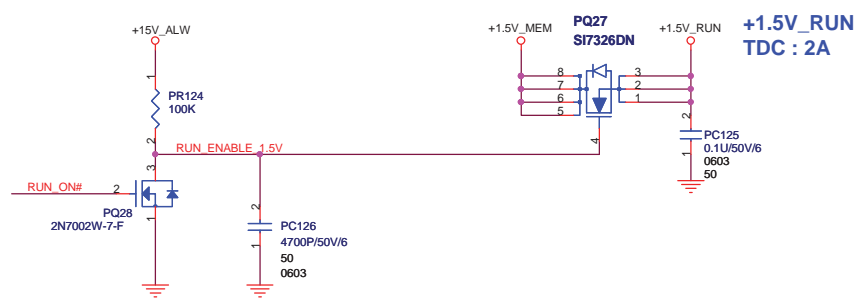 +15V_ALW
1
PR124
100K
2
RUN_ENABLE_1.5V
3
RUN_ON#
2
PQ28
2N7002W-7-F
1
2
PC126
4700P/50V/6
1
50
0603
+1.5V_MEM
PQ27
SI7326DN
+1.5V_RUN
+1.5V_RUN
TDC : 2A
8
7
6
5
3
2
1
4
2
PC125
0.1U/50V/6
1
0603
50